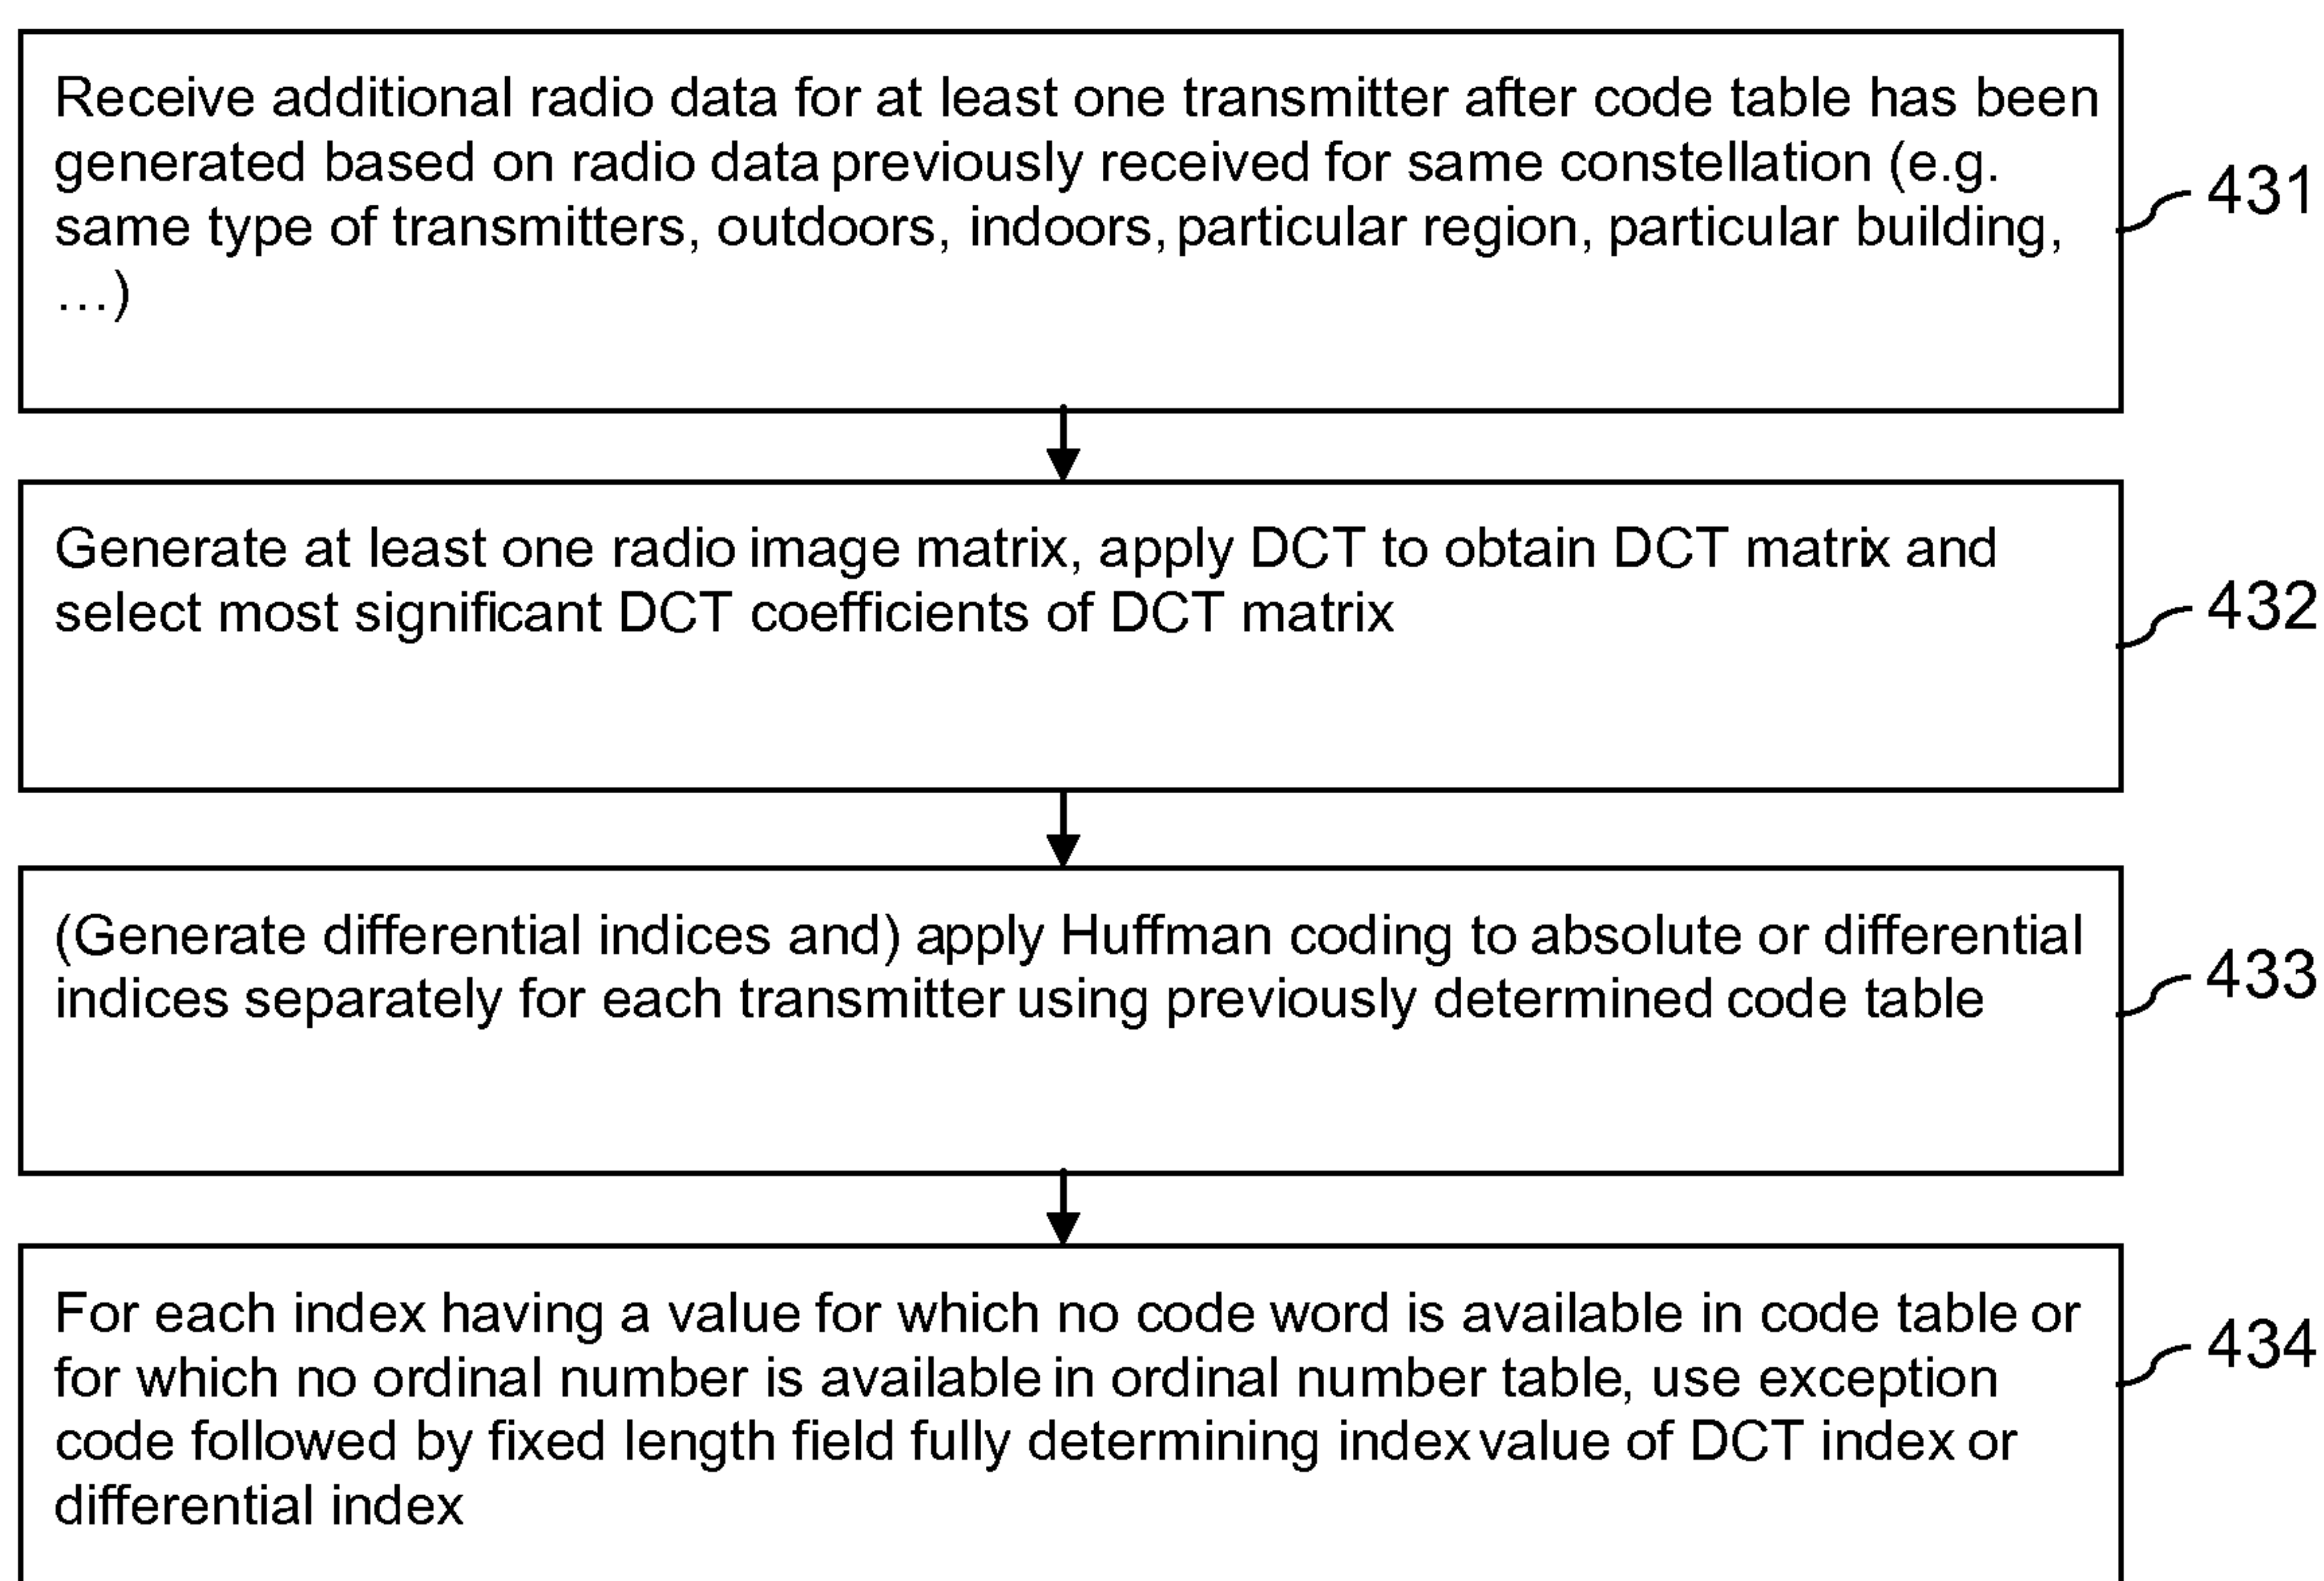 Receive additional radio data for at least one transmitter after code table has been
generated based on radio data previously received for same constellation (e.g.
same type of transmitters, outdoors, indoors, particular region, particular building,
…)
431
Generate at least one radio image matrix, apply DCT to obtain DCT matrix and
select most significant DCT coefficients of DCT matrix
432
(Generate differential indices and) apply Huffman coding to absolute or differential
indices separately for each transmitter using previously determined code table
433
For each index having a value for which no code word is available in code table or
for which no ordinal number is available in ordinal number table, use exception
code followed by fixed length field fully determining index value of DCT index or
differential index
434